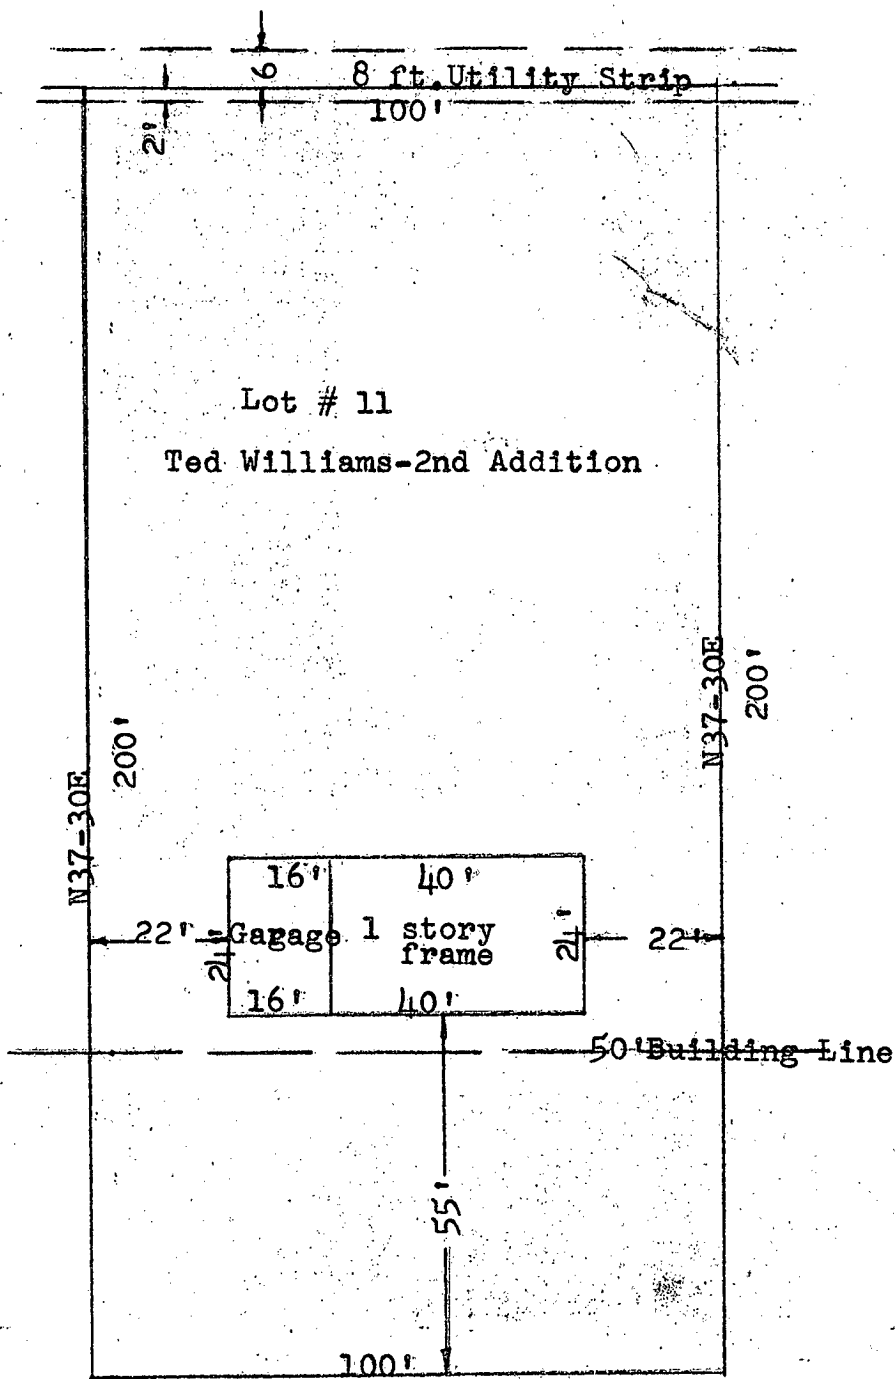 6
8 ft.Utility Strip
100'
2'
Lot # 11
Ted Williams-2nd Addition
N37-30E
200'
N37-30E
200'
16'
40'
22'
24'
Garage
1 story
frame
24'
22'
16'
40'
50'Building Line
55'
100'